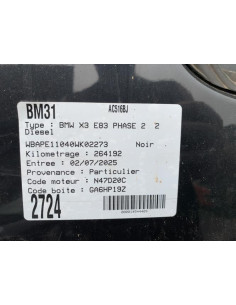 BM31 AC516BJ
Type : BMW X3 E83 PHASE 2 2
Diesel
WBAPE11040WK02273 Noir
Kilometrage : 264192
Entree : 02/07/2025
Provenance : Particulier
Code moteur : N47D20C
Code boite : GA6HP19Z
2724